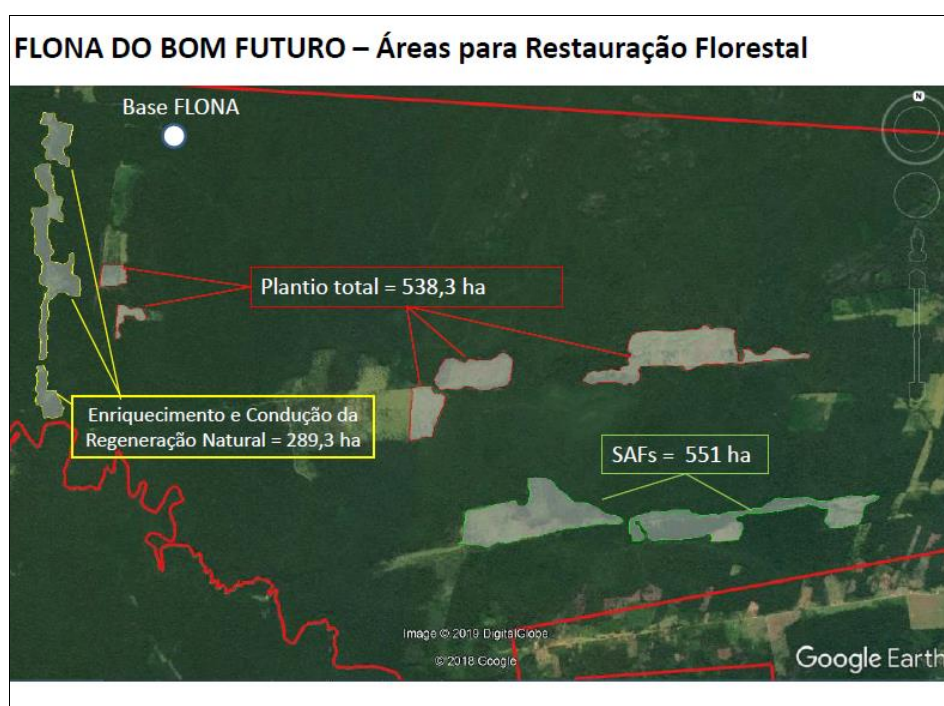 FLONA DO BOM FUTURO – Áreas para Restauração Florestal
Base FLONA
N
Plantio total = 538,3 ha
Enriquecimento e Condução da
Regeneração Natural = 289,3 ha
SAFs = 551 ha
Image © 2019 DigitalGlobe
© 2018 Google
Google Earth